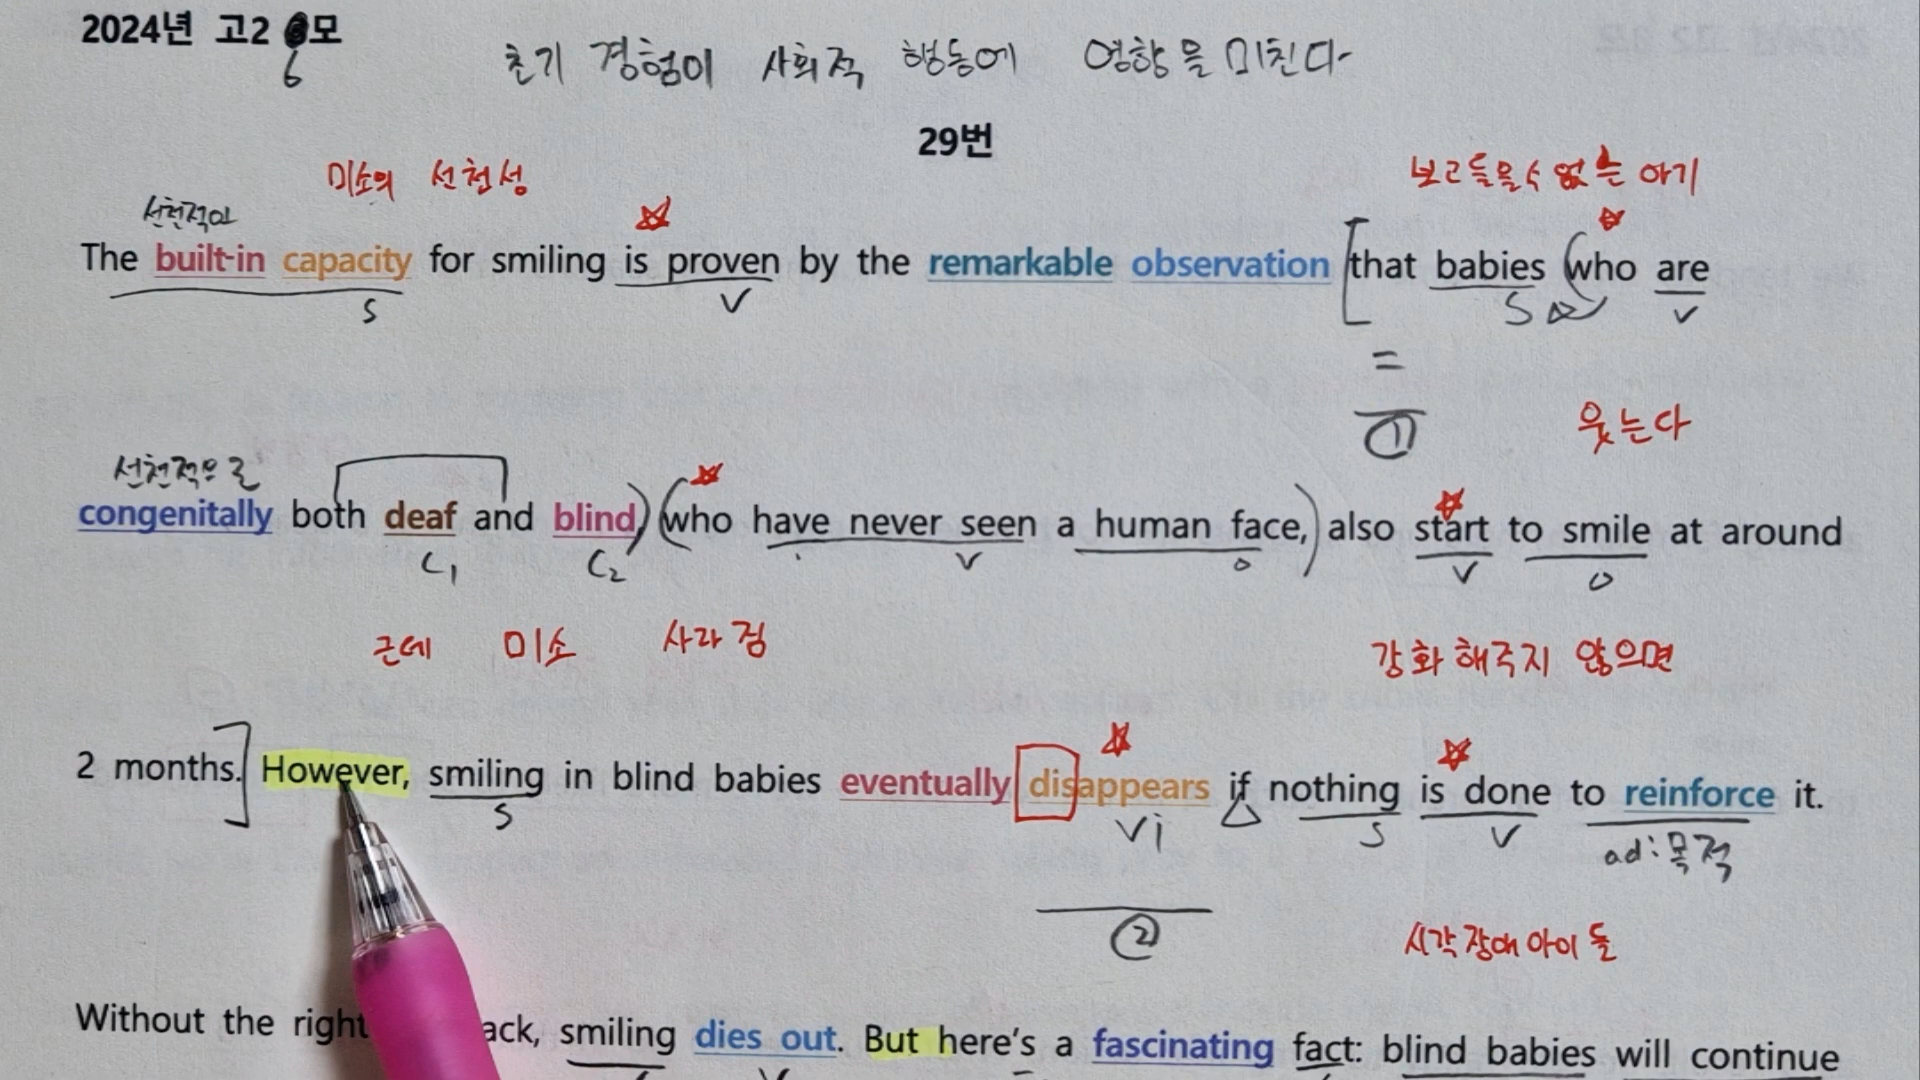 2024년 고2 모
6
초기 경험이 사회적 행동에 영향을 미친다
29번
미소의 선천성
보고 들을 수 없는 아기
선천적인
The built-in capacity for smiling is proven by the remarkable observation that babies who are
S V S V
= ①
웃는다
선천적으로
congenitally both deaf and blind, who have never seen a human face, also start to smile at around
C1 C2 V O V O
근데 미소 사라짐
강화해주지 않으면
2 months. However, smiling in blind babies eventually disappears if nothing is done to reinforce it.
S Vi S V ad:목적
②
시각장애 아이들
Without the right ack, smiling dies out. But here's a fascinating fact: blind babies will continue